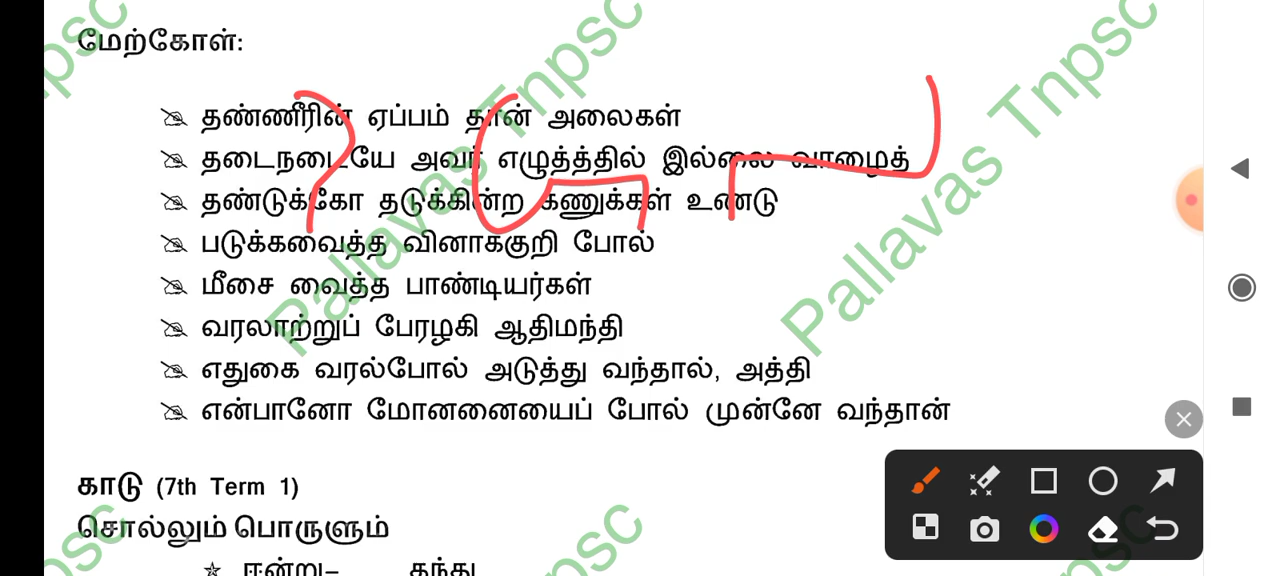 மேற்கோள்:
தண்ணீரின் ஏப்பம் தான் அலைகள்
தடைநடையே அவர் எழுத்த்தில் இல்லை வாழைத்
தண்டுக்கோ தடுக்கின்ற கணுக்கள் உண்டு
படுக்கவைத்த வினாக்குறி போல்
மீசை வைத்த பாண்டியர்கள்
வரலாற்றுப் பேரழகி ஆதிமந்தி
எதுகை வரல்போல் அடுத்து வந்தால், அத்தி
என்பானோ மோனனையைப் போல் முன்னே வந்தான்
காடு (7th Term 1)
சொல்லும் பொருளும்
ஈன்று- தந்து
Pallavas Tnpsc
Pallavas Tnpsc